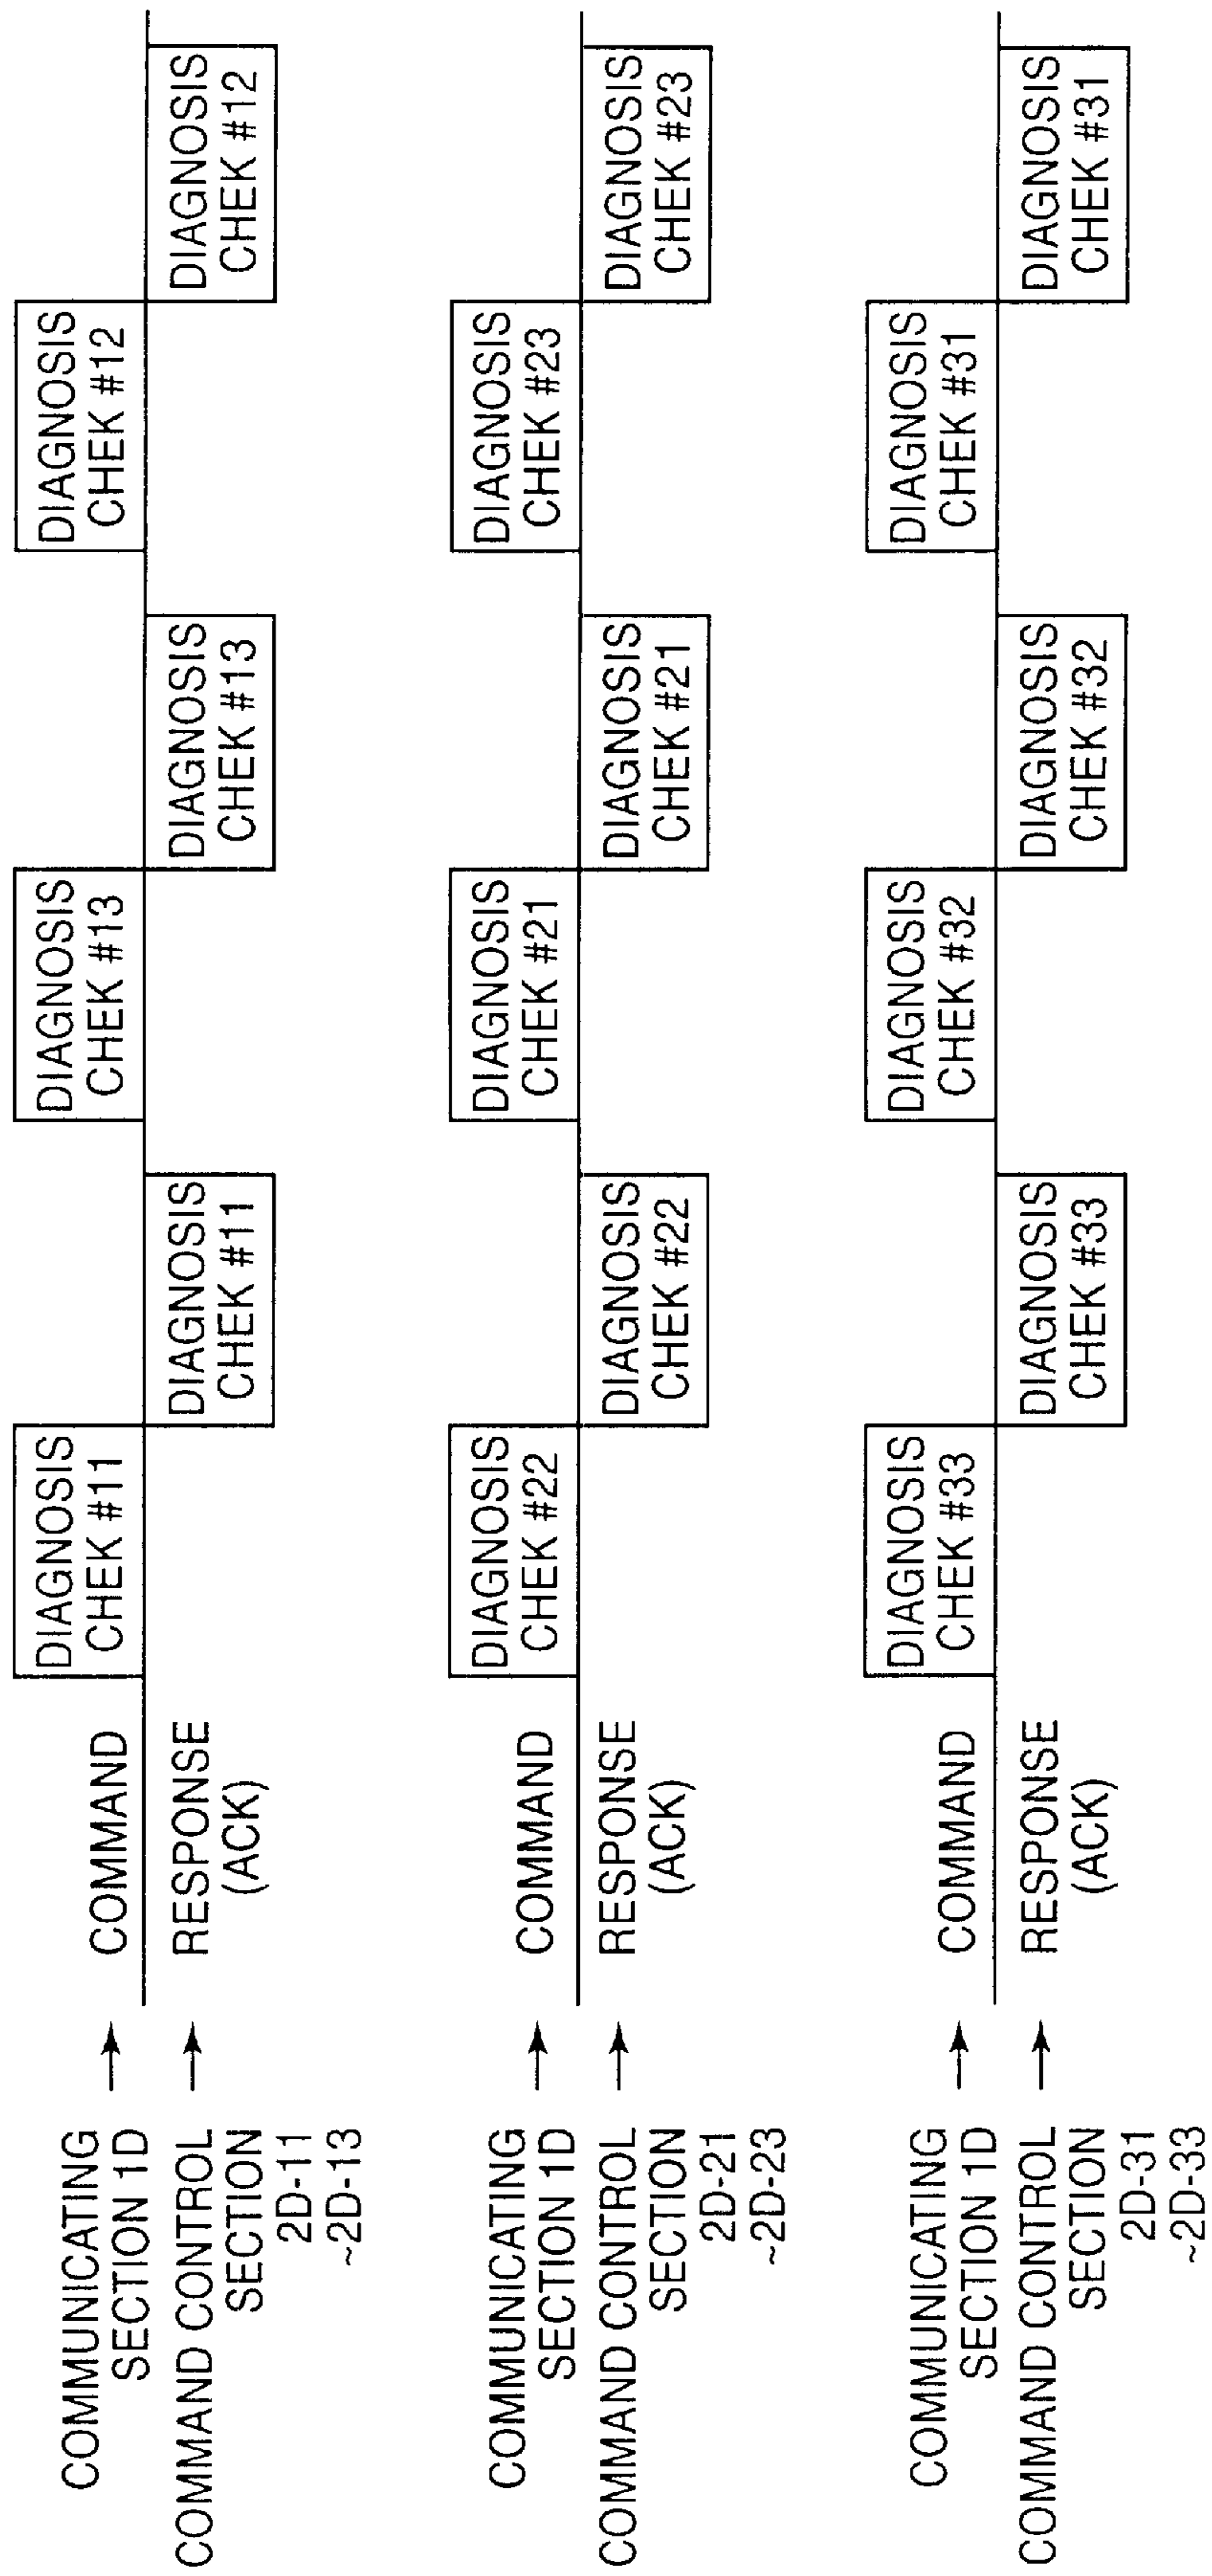 COMMUNICATING
SECTION 1D
COMMAND CONTROL
SECTION
2D-11
~2D-13
COMMAND
RESPONSE
(ACK)
DIAGNOSIS
CHEK #11
DIAGNOSIS
CHEK #11
DIAGNOSIS
CHEK #13
DIAGNOSIS
CHEK #13
DIAGNOSIS
CHEK #12
DIAGNOSIS
CHEK #12
COMMUNICATING
SECTION 1D
COMMAND CONTROL
SECTION
2D-21
~2D-23
COMMAND
RESPONSE
(ACK)
DIAGNOSIS
CHEK #22
DIAGNOSIS
CHEK #22
DIAGNOSIS
CHEK #21
DIAGNOSIS
CHEK #21
DIAGNOSIS
CHEK #23
DIAGNOSIS
CHEK #23
COMMUNICATING
SECTION 1D
COMMAND CONTROL
SECTION
2D-31
~2D-33
COMMAND
RESPONSE
(ACK)
DIAGNOSIS
CHEK #33
DIAGNOSIS
CHEK #33
DIAGNOSIS
CHEK #32
DIAGNOSIS
CHEK #32
DIAGNOSIS
CHEK #31
DIAGNOSIS
CHEK #31